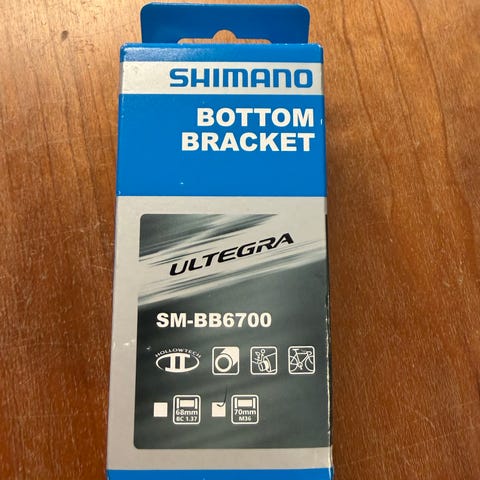 SHIMANO
BOTTOM
BRACKET
ULTEGRA
SM-BB6700
HOLLOWTECH
II
68mm
BC 1.37
70mm
M36